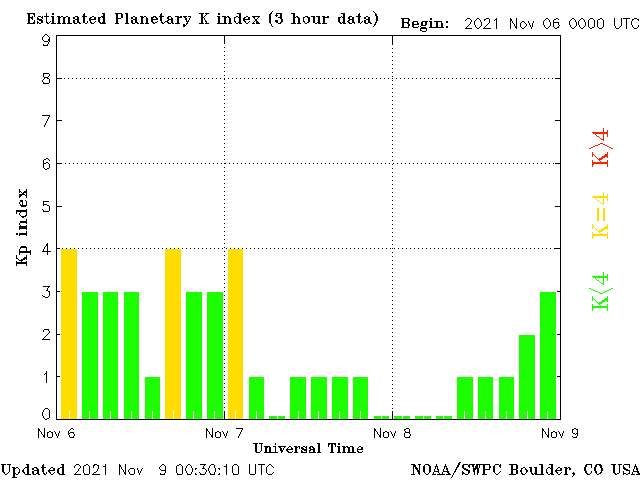 Estimated Planetary K index (3 hour data) Begin: 2021 Nov 06 0000 UTC
9
8
7
6
5
4
3
2
1
0
Kp index
K>4
K=4
K<4
Nov 6 Nov 7 Nov 8 Nov 9
Universal Time
Updated 2021 Nov 9 00:30:10 UTC NOAA/SWPC Boulder, CO USA